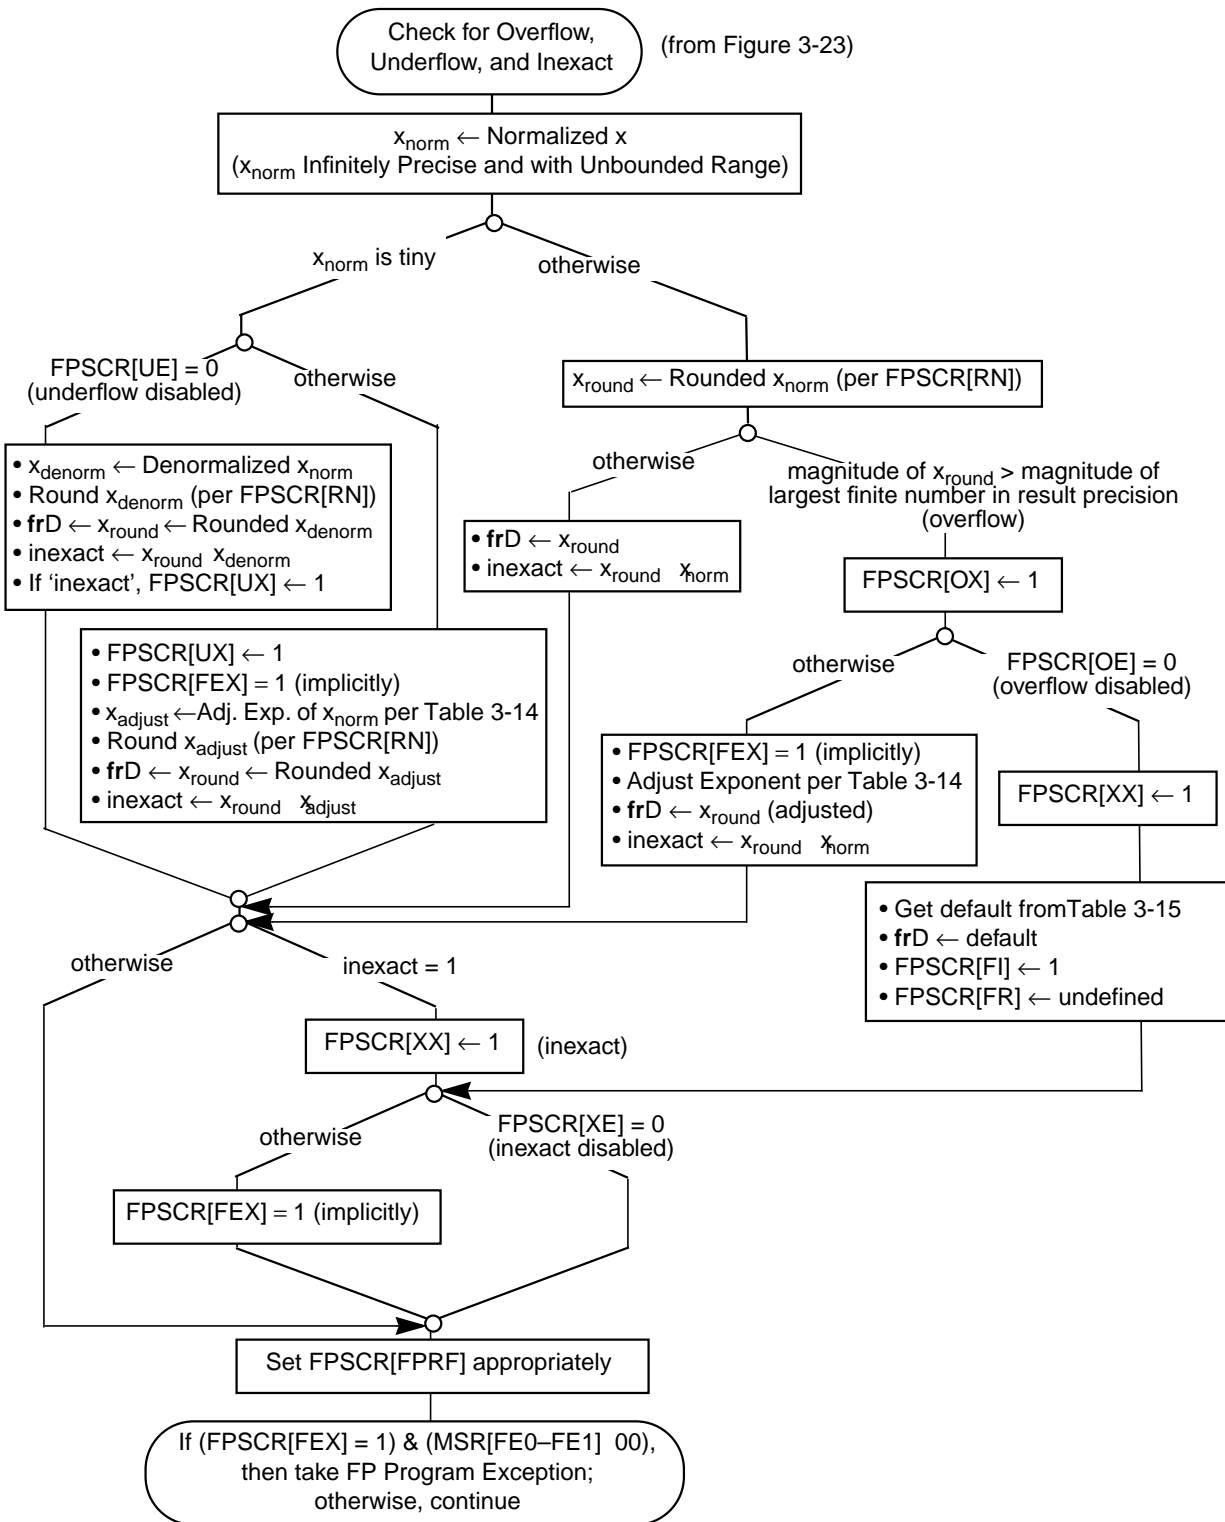 Check for Overflow,
Underflow, and Inexact
(from Figure 3-23)
xnorm ← Normalized x
(xnorm Infinitely Precise and with Unbounded Range)
xnorm is tiny
otherwise
FPSCR[UE] = 0
(underflow disabled)
otherwise
xround ← Rounded xnorm (per FPSCR[RN])
• xdenorm ← Denormalized xnorm
• Round xdenorm (per FPSCR[RN])
• frD ← xround ← Rounded xdenorm
• inexact ← xround xdenorm
• If ‘inexact’, FPSCR[UX] ← 1
otherwise
magnitude of xround > magnitude of
largest finite number in result precision
(overflow)
• frD ← xround
• inexact ← xround xnorm
FPSCR[OX] ← 1
• FPSCR[UX] ← 1
• FPSCR[FEX] = 1 (implicitly)
• xadjust ←Adj. Exp. of xnorm per Table 3-14
• Round xadjust (per FPSCR[RN])
• frD ← xround ← Rounded xadjust
• inexact ← xround xadjust
otherwise
FPSCR[OE] = 0
(overflow disabled)
• FPSCR[FEX] = 1 (implicitly)
• Adjust Exponent per Table 3-14
• frD ← xround (adjusted)
• inexact ← xround xnorm
FPSCR[XX] ← 1
• Get default fromTable 3-15
• frD ← default
• FPSCR[FI] ← 1
• FPSCR[FR] ← undefined
otherwise
inexact = 1
FPSCR[XX] ← 1
(inexact)
otherwise
FPSCR[XE] = 0
(inexact disabled)
FPSCR[FEX] = 1 (implicitly)
Set FPSCR[FPRF] appropriately
If (FPSCR[FEX] = 1) & (MSR[FE0–FE1] 00),
then take FP Program Exception;
otherwise, continue